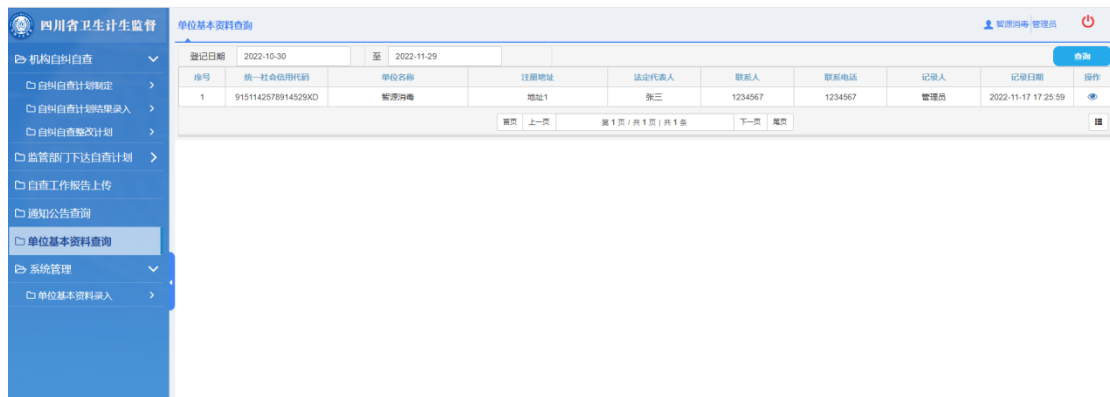 四川省卫生计生监督
单位基本资料查询
智源消毒 管理员
机构自纠自查
自纠自查计划制定
自纠自查计划结果录入
自纠自查整改计划
监管部门下达自查计划
自查工作报告上传
通知公告查询
单位基本资料查询
系统管理
单位基本资料录入
登记日期 2022-10-30 至 2022-11-29 查询
序号 统一社会信用代码 单位名称 注册地址 法定代表人 联系人 联系电话 记录人 记录日期 操作
1 9151142578914529XD 智源消毒 地址1 张三 1234567 1234567 管理员 2022-11-17 17:25:59
首页 上一页 第 1 页 / 共 1 页 | 共 1 条 下一页 尾页